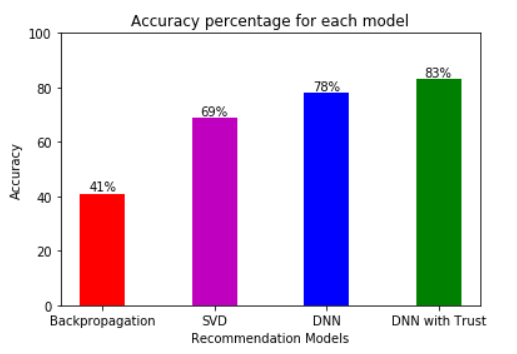 Accuracy percentage for each model
100
80
60
40
20
0
Accuracy
41%
69%
78%
83%
Backpropagation
SVD
DNN
DNN with Trust
Recommendation Models